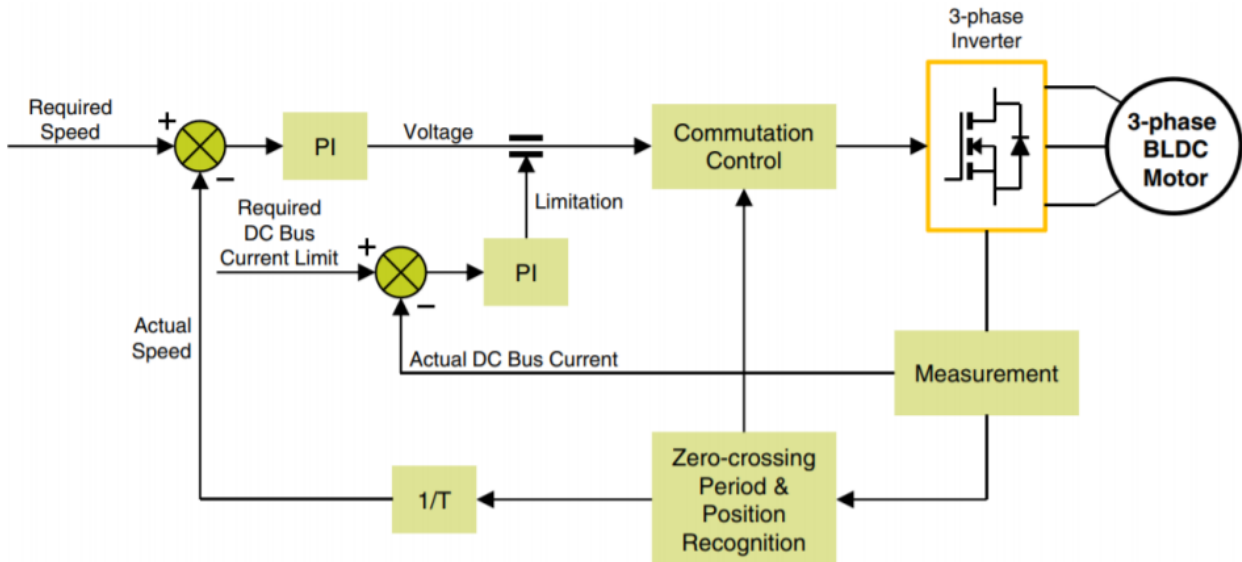 3-phase
Inverter
Required
Speed
+
−
PI
Voltage
Commutation
Control
3-phase
BLDC
Motor
Limitation
Required
DC Bus
Current Limit
+
−
PI
Actual
Speed
Actual DC Bus Current
Measurement
Zero-crossing
Period &
Position
Recognition
1/T